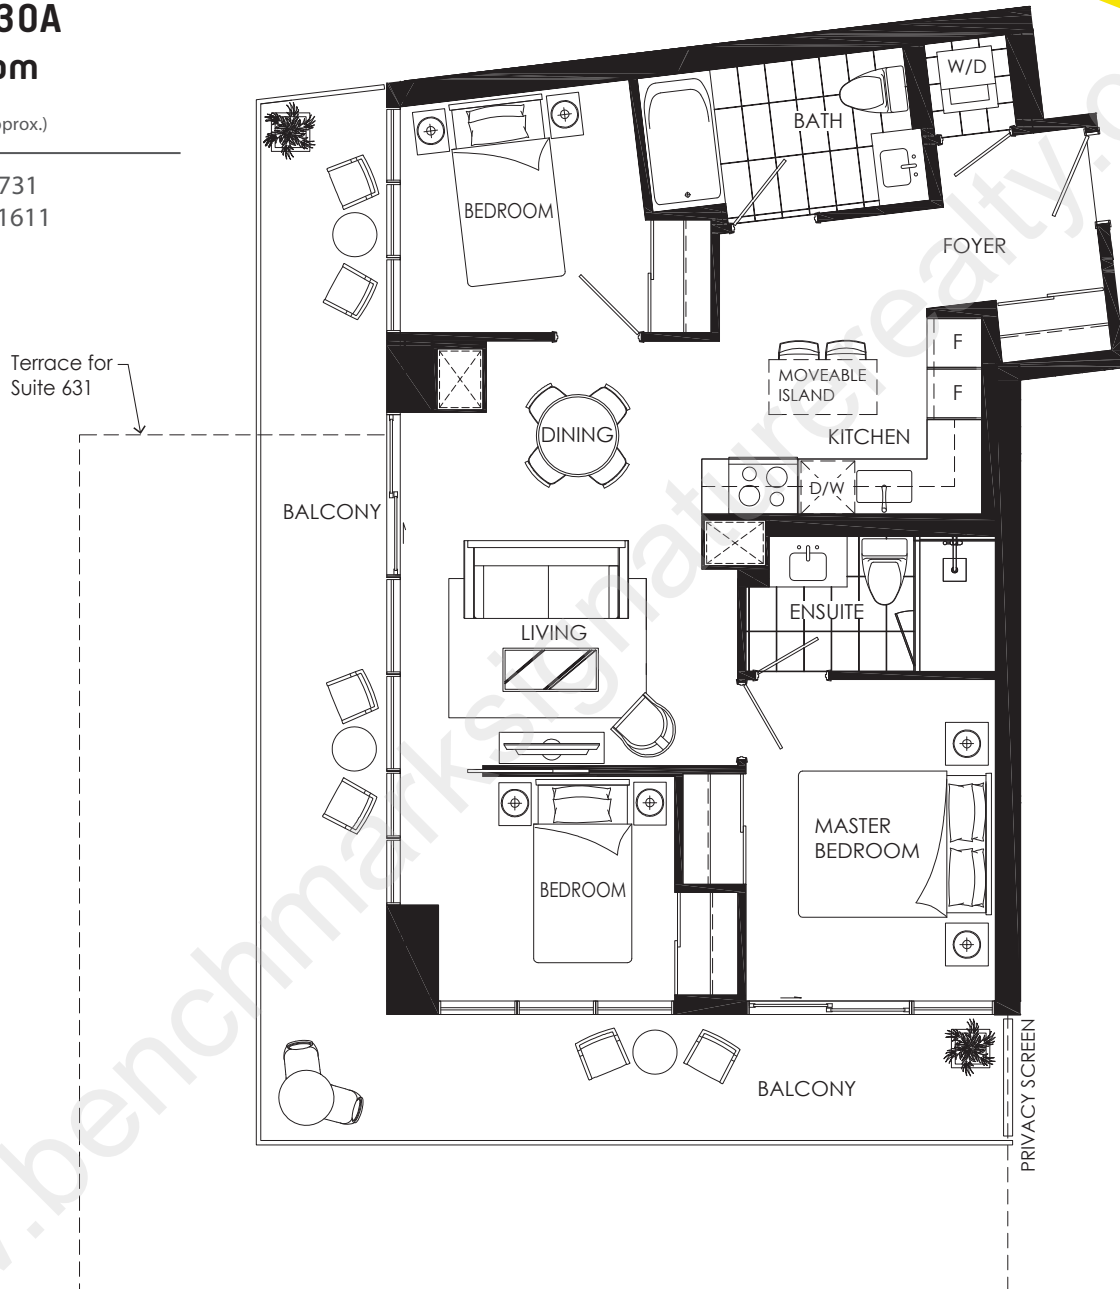 30A
om
prox.)
731
1611
Terrace for
Suite 631
W/D
BATH
BEDROOM
FOYER
F
MOVEABLE
ISLAND
F
DINING
KITCHEN
D/W
BALCONY
ENSUITE
LIVING
MASTER
BEDROOM
BEDROOM
BALCONY
PRIVACY SCREEN
.benchmarksignaturerealty.c